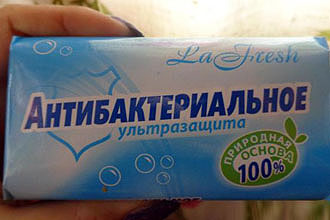 La Fresh
АНТИБАКТЕРИАЛЬНОЕ
ультразащита
ПРИРОДНАЯ
ОСНОВА
100%